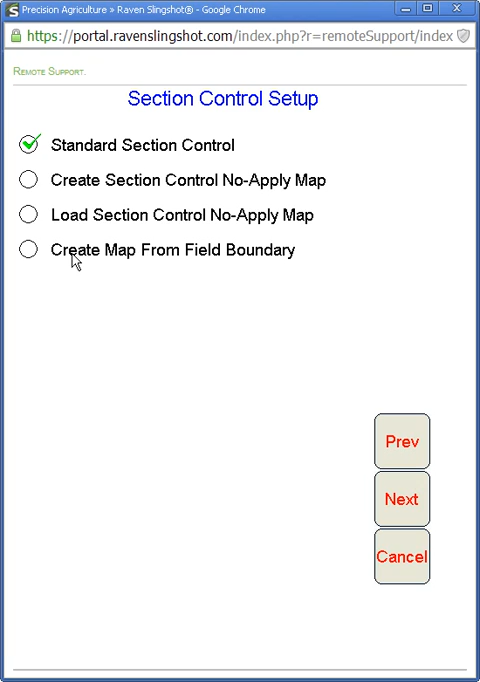 Precision Agriculture » Raven Slingshot® - Google Chrome
https://portal.ravenslingshot.com/index.php?r=remoteSupport/index
Remote Support.
Section Control Setup
Standard Section Control
Create Section Control No-Apply Map
Load Section Control No-Apply Map
Create Map From Field Boundary
Prev
Next
Cancel